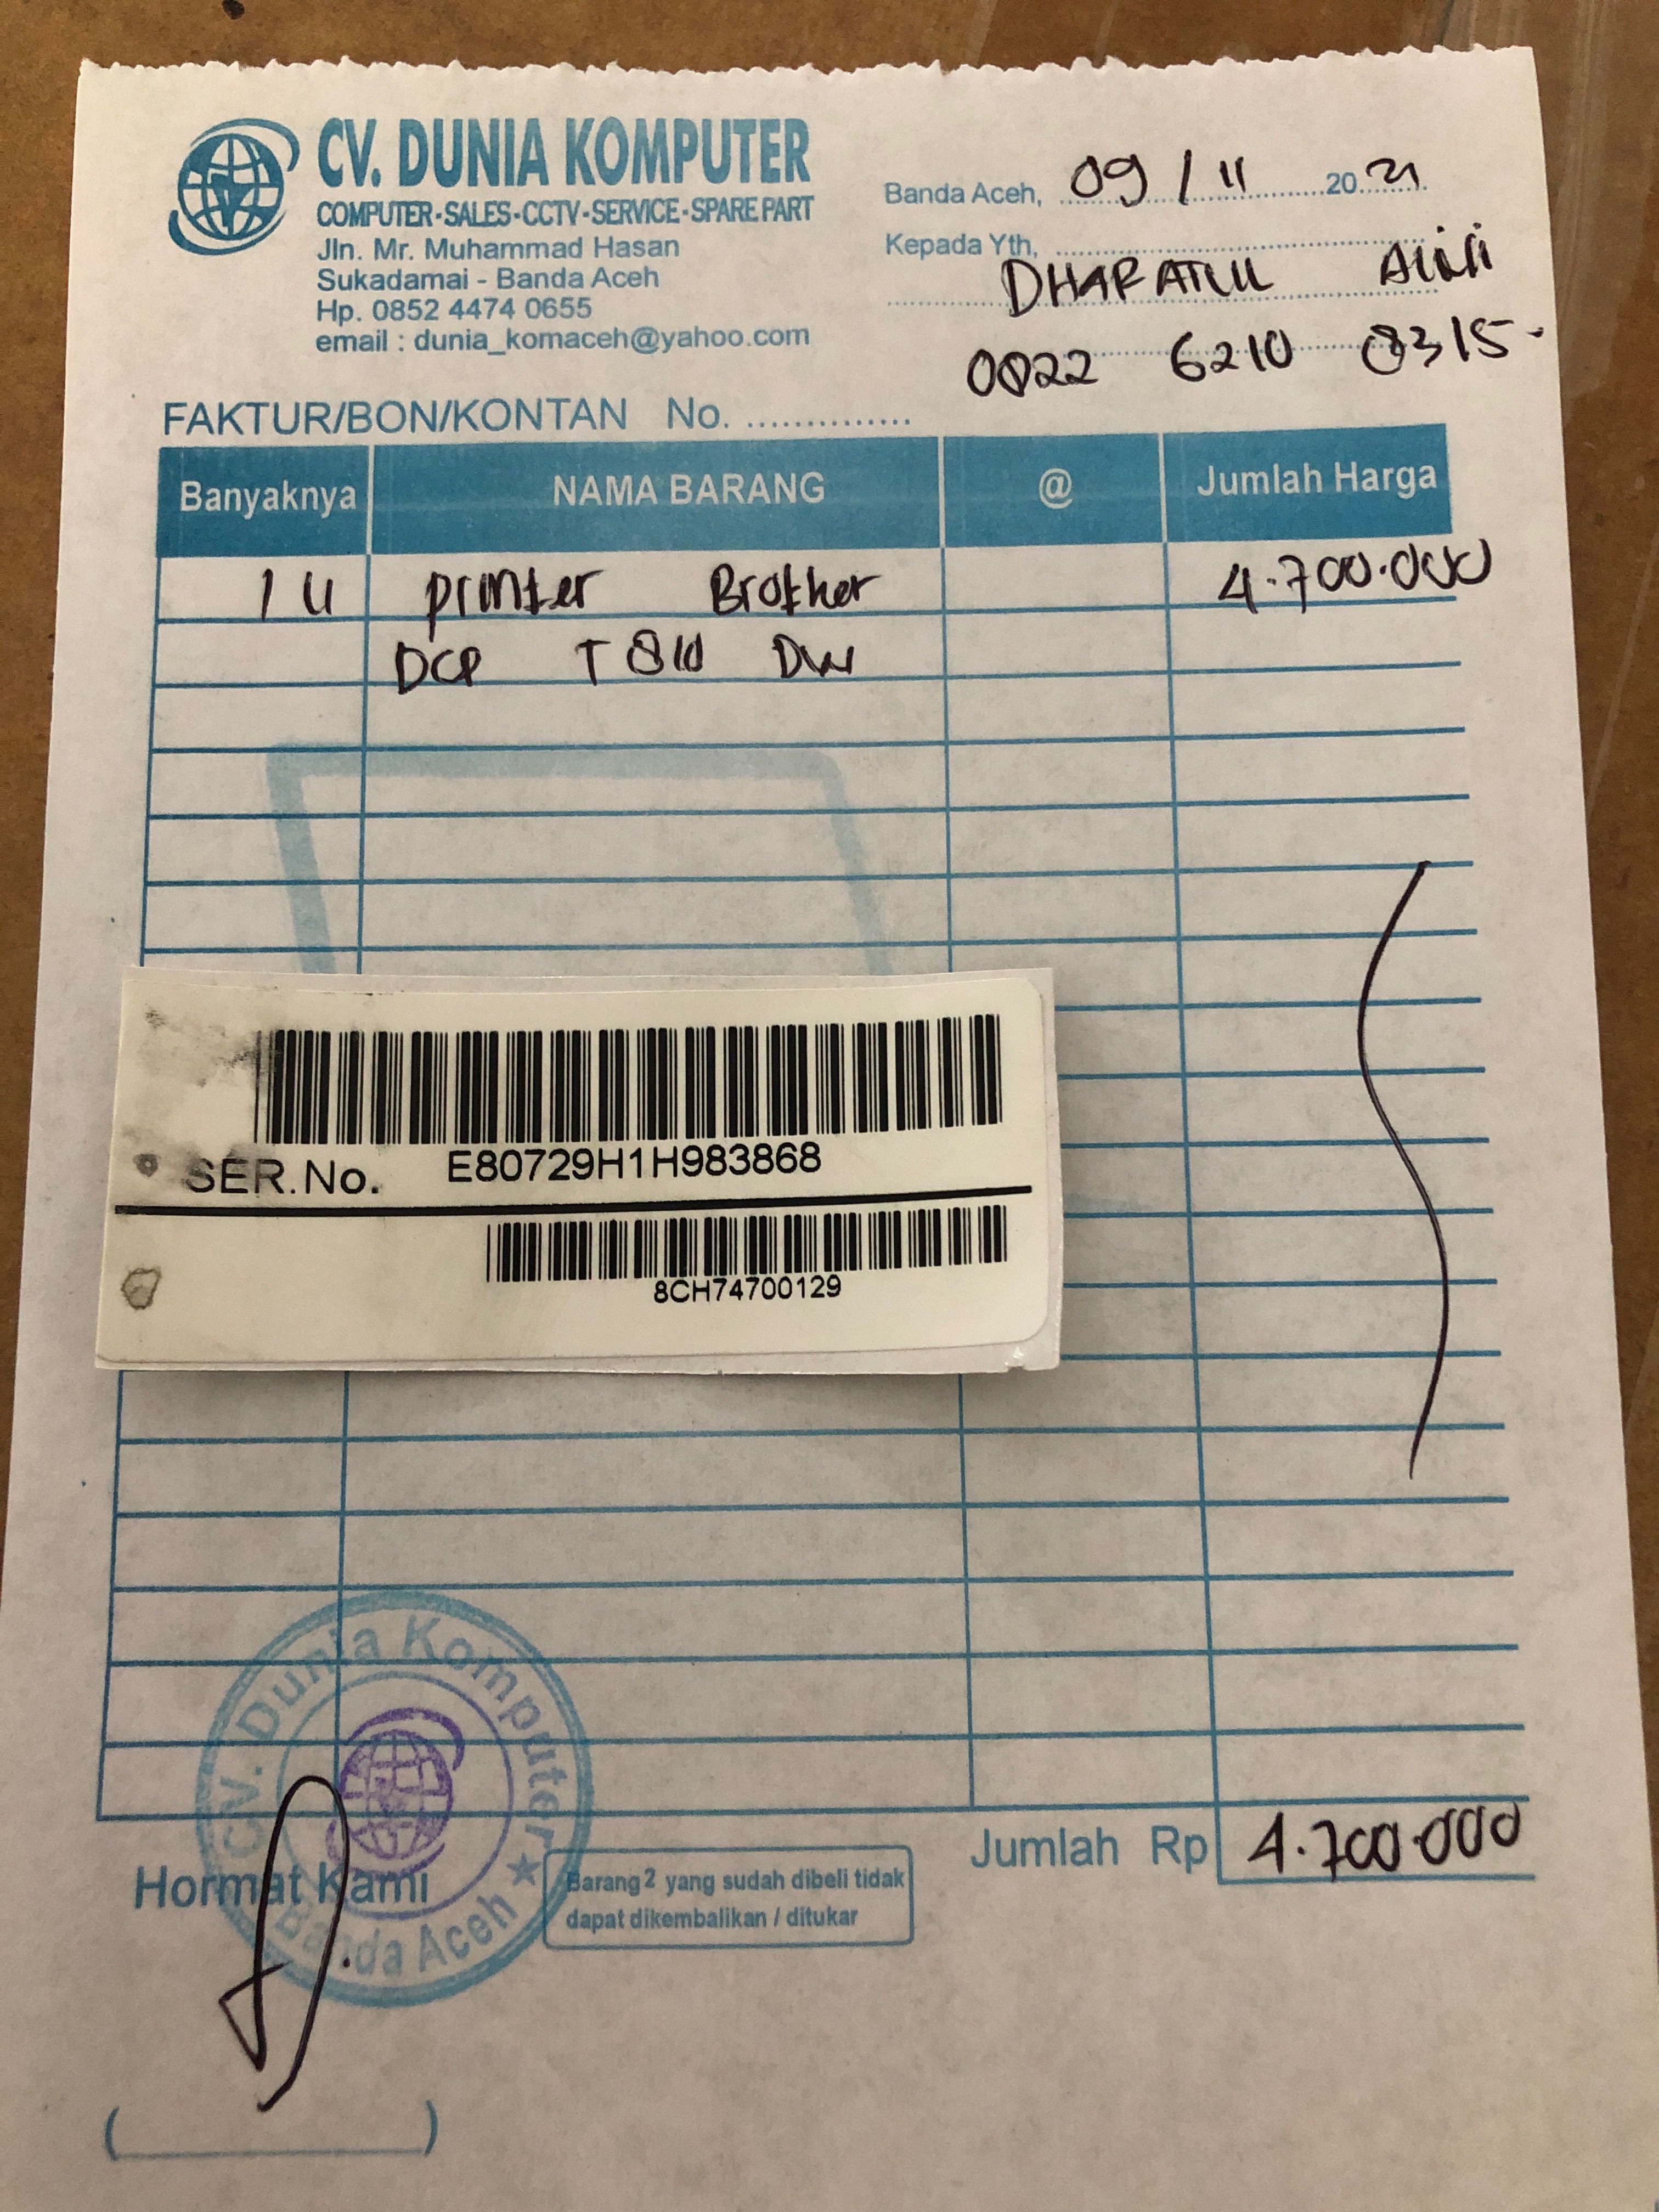 CV. DUNIA KOMPUTER
COMPUTER-SALES-CCTV-SERVICE-SPARE PART
Jln. Mr. Muhammad Hasan
Sukadamai - Banda Aceh
Hp. 0852 4474 0655
email : dunia_komaceh@yahoo.com
Banda Aceh, 09 / 11 2021
Kepada Yth,
DHARATUL
0822 6210 8315-
FAKTUR/BON/KONTAN No. ..............
Banyaknya NAMA BARANG @ Jumlah Harga
1 U printer Brother 4.700.000
DCP T 810 DW
SER.No. E80729H1H983868
8CH74700129
Jumlah Rp 4.700.000
Hormat Kami
Barang2 yang sudah dibeli tidak
dapat dikembalikan / ditukar
CV. Dunia Komputer
Banda Aceh